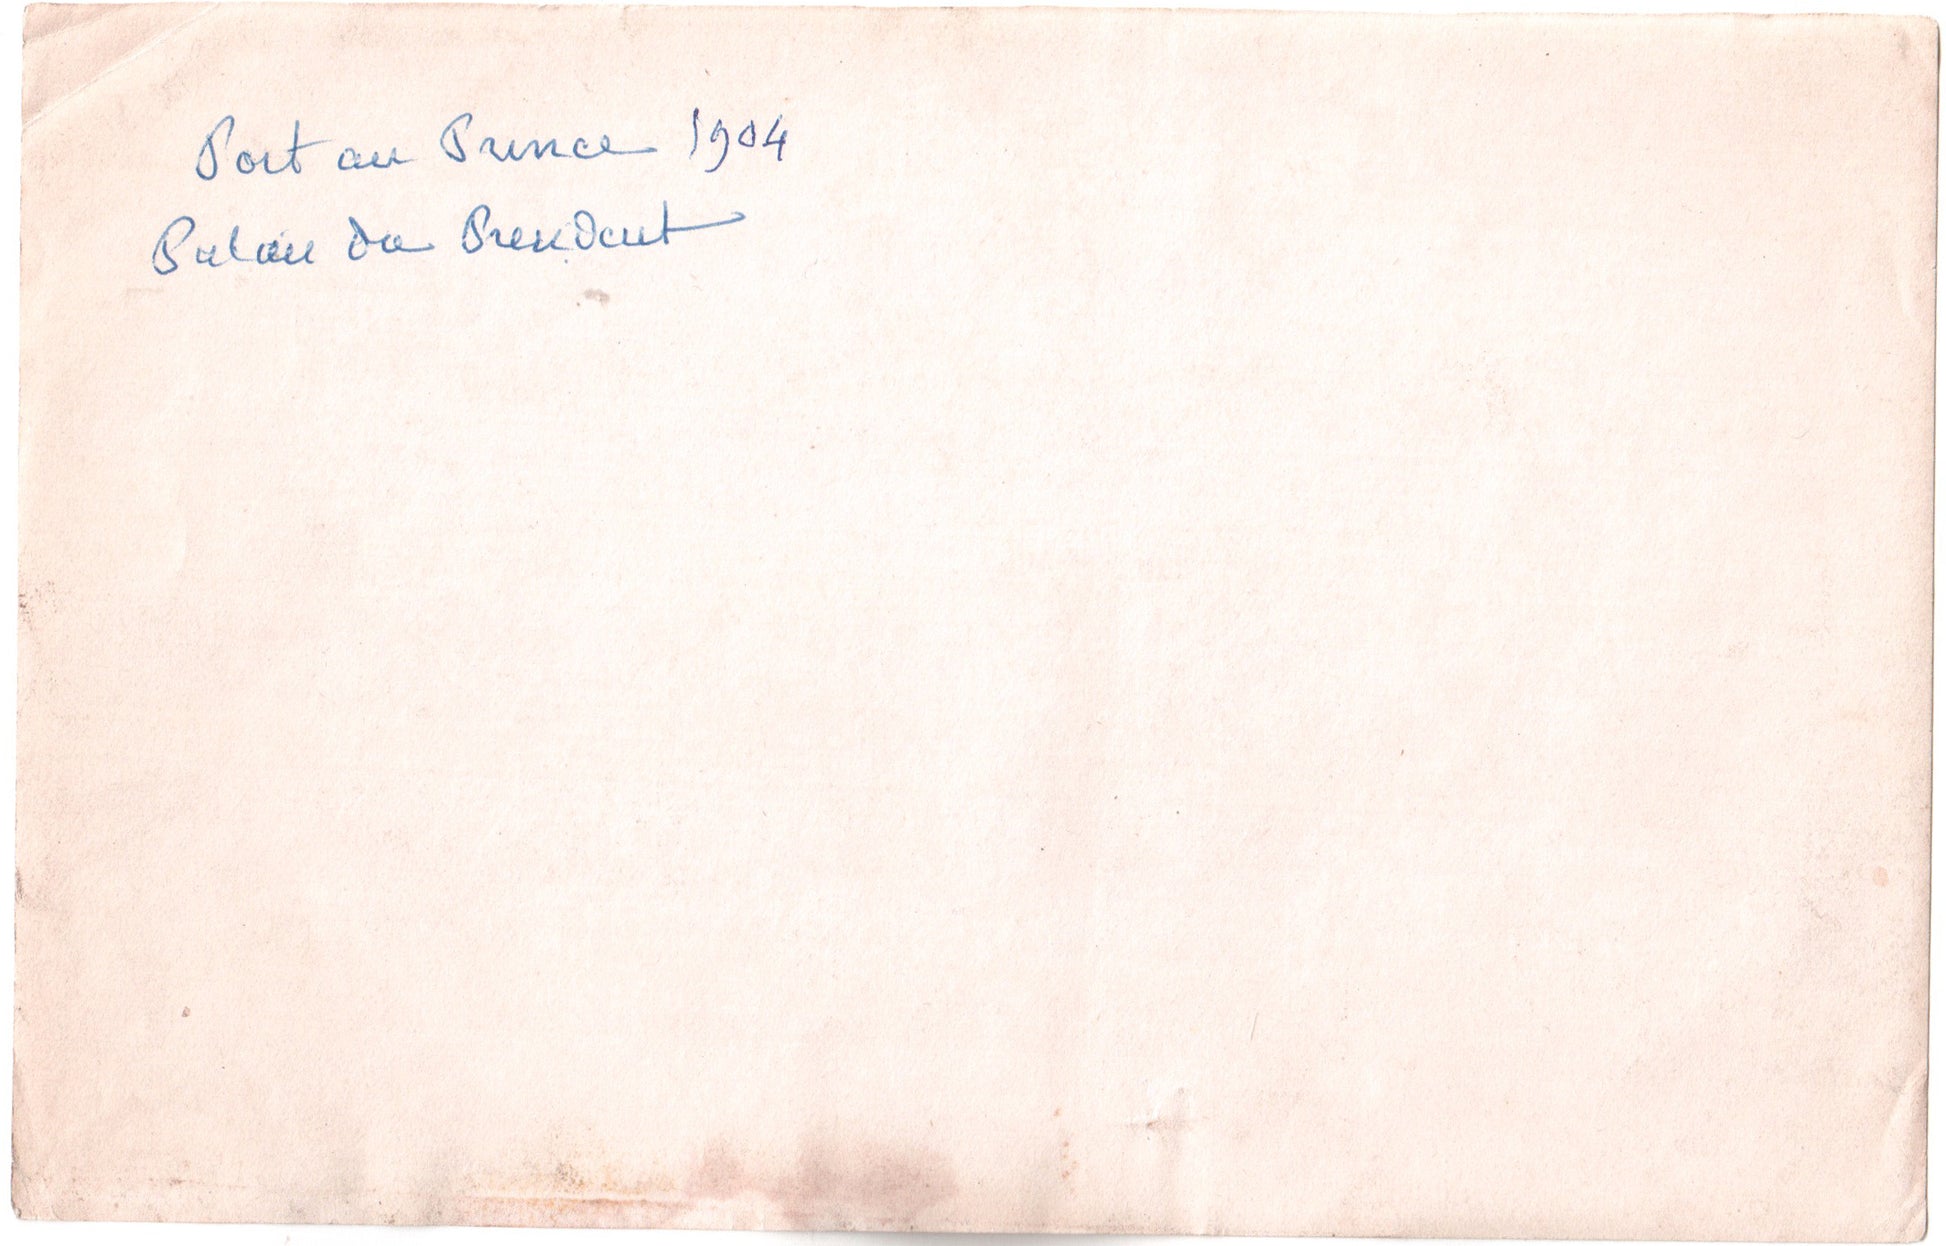 Port au Prince 1904
Palais du President